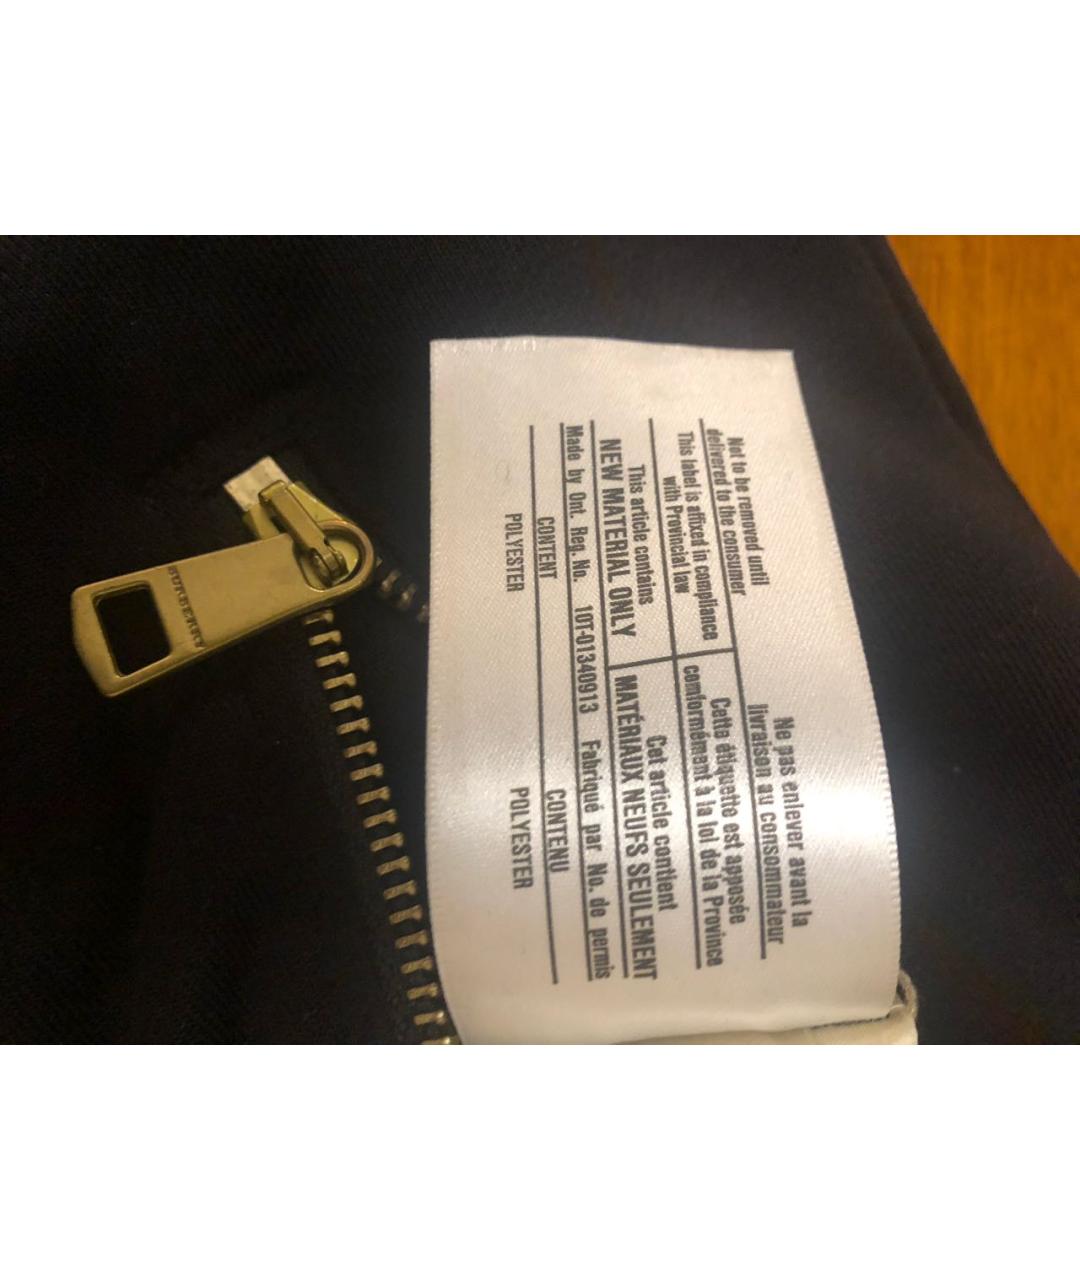 Not to be removed until
delivered to the consumer
Ne pas enlever avant la
livraison au consommateur
This label is affixed in compliance
with Provincial law
Cette étiquette est apposée
comformément à la loi de la Province
This article contains
NEW MATERIAL ONLY
Cet article contient
MATÉRIAUX NEUFS SEULEMENT
Made by Ont. Reg. No. 10T-01340913 Fabriqué par No. de permis
CONTENT CONTENU
POLYESTER POLYESTER
BURBERRY